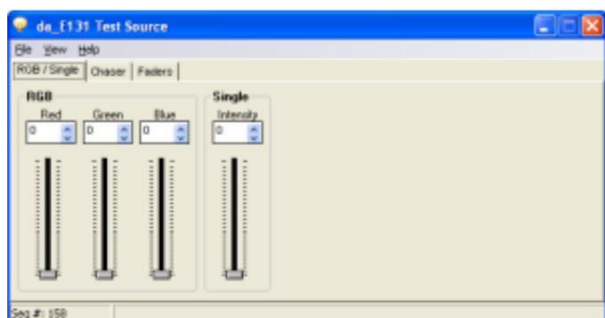 da_E131 Test Source
File View Help
RGB / Single Chaser Faders
RGB Single
Red Green Blue Intensity
0 0 0 0
Seq #: 158